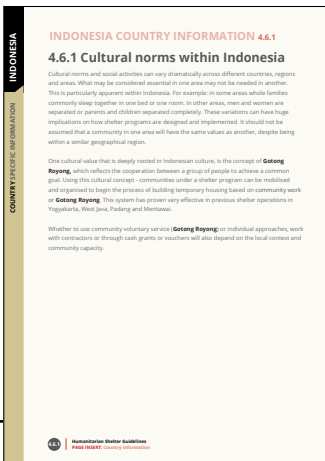 INDONESIA
COUNTRY SPECIFIC INFORMATION
INDONESIA COUNTRY INFORMATION 4.6.1
4.6.1 Cultural norms within Indonesia
Cultural norms and social activities can vary dramatically across different countries, regions
and areas. What may be considered essential in one area may not be needed in another.
This is particularly apparent within Indonesia. For example: in some areas whole families
commonly sleep together in one bed or one room. In other areas, men and women are
separated or parents and children separated completely. These variations can have huge
implications on how shelter programs are designed and implemented. It should not be
assumed that a community in one area will have the same values as another, despite being
within a similar geographical region.
One cultural value that is deeply rooted in Indonesian culture, is the concept of Gotong
Royong, which reflects the cooperation between a group of people to achieve a common
goal. Using this cultural concept - communities under a shelter program can be mobilised
and organised to begin the process of building temporary housing based on community work
or Gotong Royong. This system has proven very effective in previous shelter operations in
Yogyakarta, West Java, Padang and Mentawai.
Whether to use community voluntary service (Gotong Royong) or individual approaches, work
with contractors or through cash grants or vouchers will also depend on the local context and
community capacity.
4.6.1
Humanitarian Shelter Guidelines
PAGE INSERT: Country Information